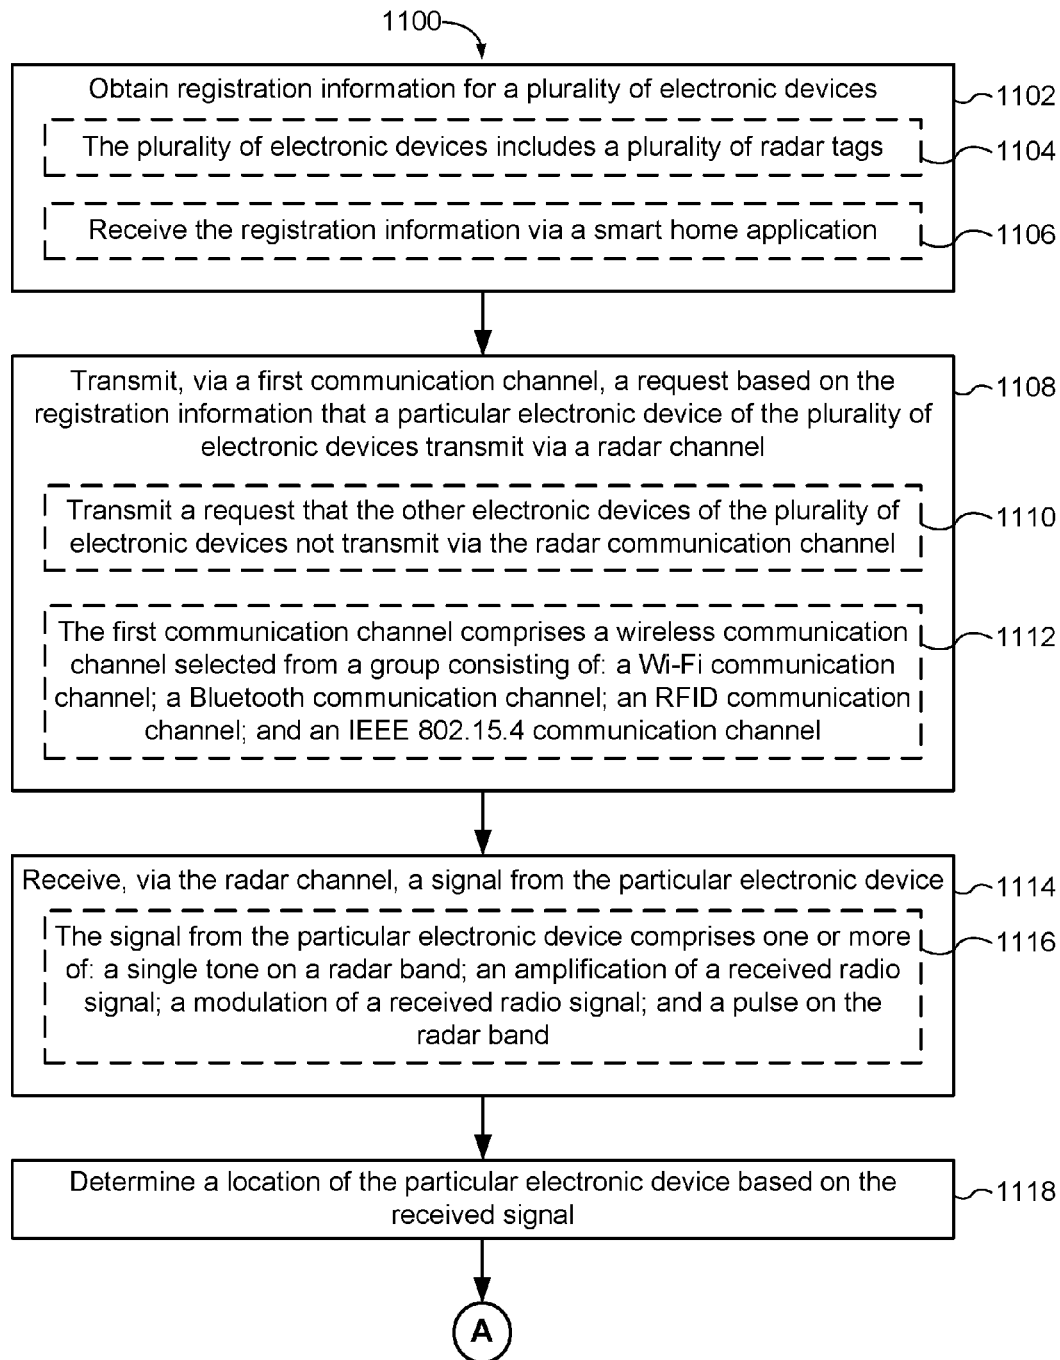 1100
Obtain registration information for a plurality of electronic devices
1102
The plurality of electronic devices includes a plurality of radar tags
1104
Receive the registration information via a smart home application
1106
Transmit, via a first communication channel, a request based on the
registration information that a particular electronic device of the plurality of
electronic devices transmit via a radar channel
1108
Transmit a request that the other electronic devices of the plurality of
electronic devices not transmit via the radar communication channel
1110
The first communication channel comprises a wireless communication
channel selected from a group consisting of: a Wi-Fi communication
channel; a Bluetooth communication channel; an RFID communication
channel; and an IEEE 802.15.4 communication channel
1112
Receive, via the radar channel, a signal from the particular electronic device
1114
The signal from the particular electronic device comprises one or more
of: a single tone on a radar band; an amplification of a received radio
signal; a modulation of a received radio signal; and a pulse on the
radar band
1116
Determine a location of the particular electronic device based on the
received signal
1118
A